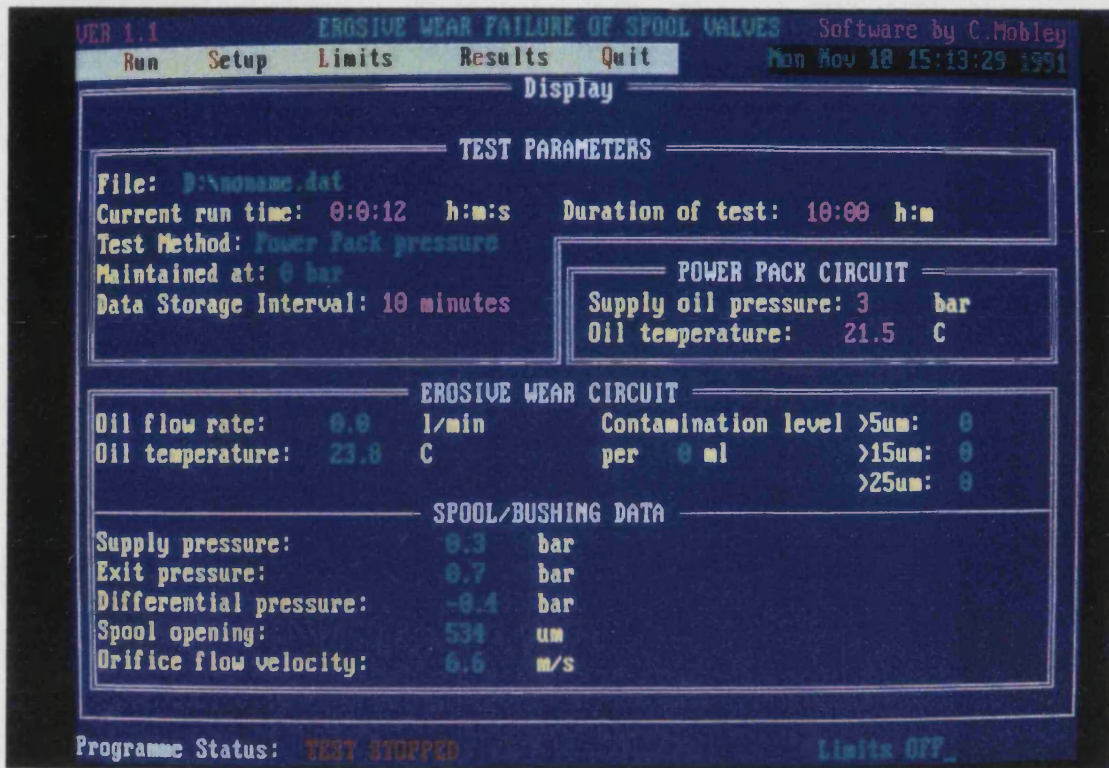 VER 1.1 EROSIVE WEAR FAILURE OF SPOOL VALVES Software by C.Mobley
Run Setup Limits Results Quit Mon Nov 18 15:13:29 1991
Display
TEST PARAMETERS
File: D:\noname.dat
Current run time: 0:0:12 h:m:s Duration of test: 10:00 h:m
Test Method: Power Pack pressure
Maintained at: 0 bar
Data Storage Interval: 10 minutes
POWER PACK CIRCUIT
Supply oil pressure: 3 bar
Oil temperature: 21.5 C
EROSIVE WEAR CIRCUIT
Oil flow rate: 0.0 l/min Contamination level >5um: 0
Oil temperature: 23.8 C per 0 ml >15um: 0
>25um: 0
SPOOL/BUSHING DATA
Supply pressure: 0.3 bar
Exit pressure: 0.7 bar
Differential pressure: -0.4 bar
Spool opening: 534 um
Orifice flow velocity: 6.6 m/s
Programme Status: TEST STOPPED Limits OFF_